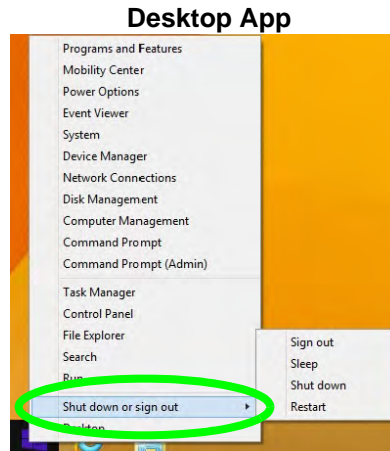 Desktop App
Programs and Features
Mobility Center
Power Options
Event Viewer
System
Device Manager
Network Connections
Disk Management
Computer Management
Command Prompt
Command Prompt (Admin)
Task Manager
Control Panel
File Explorer
Search
Run
Shut down or sign out
Desktop
Sign out
Sleep
Shut down
Restart